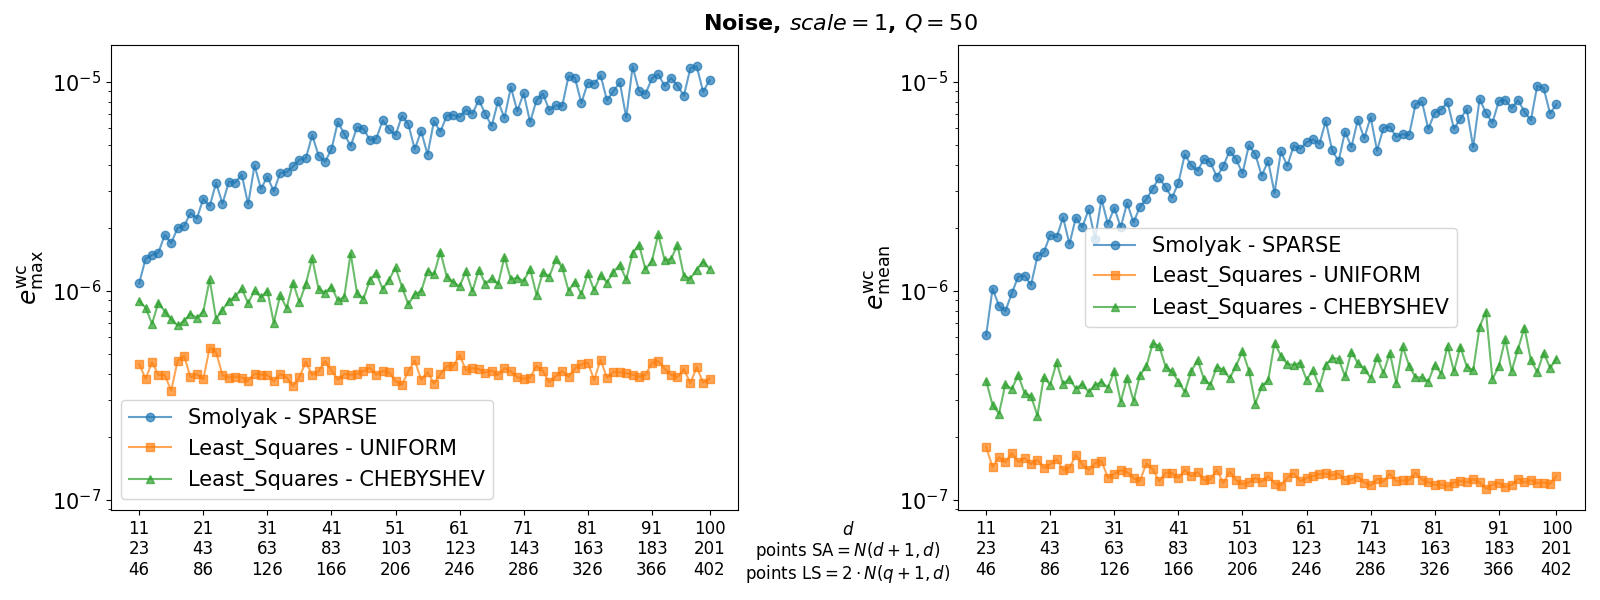 Noise, scale = 1, Q = 50
10⁻⁵
10⁻⁶
10⁻⁷
e^wc_max
Smolyak - SPARSE
Least_Squares - UNIFORM
Least_Squares - CHEBYSHEV
11 21 31 41 51 61 71 81 91 100
23 43 63 83 103 123 143 163 183 201
46 86 126 166 206 246 286 326 366 402
d
points SA = N(d + 1, d)
points LS = 2 · N(q + 1, d)
10⁻⁵
10⁻⁶
10⁻⁷
e^wc_mean
Smolyak - SPARSE
Least_Squares - UNIFORM
Least_Squares - CHEBYSHEV
11 21 31 41 51 61 71 81 91 100
23 43 63 83 103 123 143 163 183 201
46 86 126 166 206 246 286 326 366 402